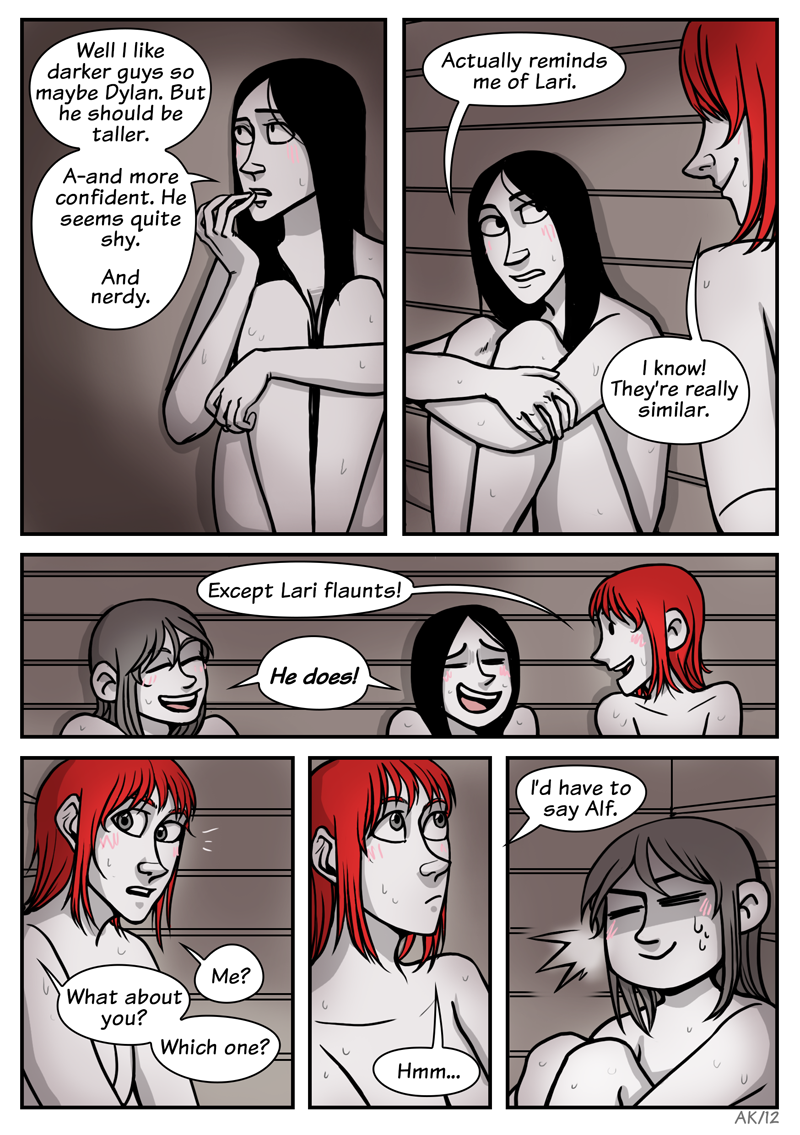 Well I like
darker guys so
maybe Dylan. But
he should be
taller.
A-and more
confident. He
seems quite
shy.
And
nerdy.
Actually reminds
me of Lari.
I know!
They're really
similar.
Except Lari flaunts!
He does!
What about
you?
Which one?
Me?
Hmm...
I'd have to
say Alf.
AK/12